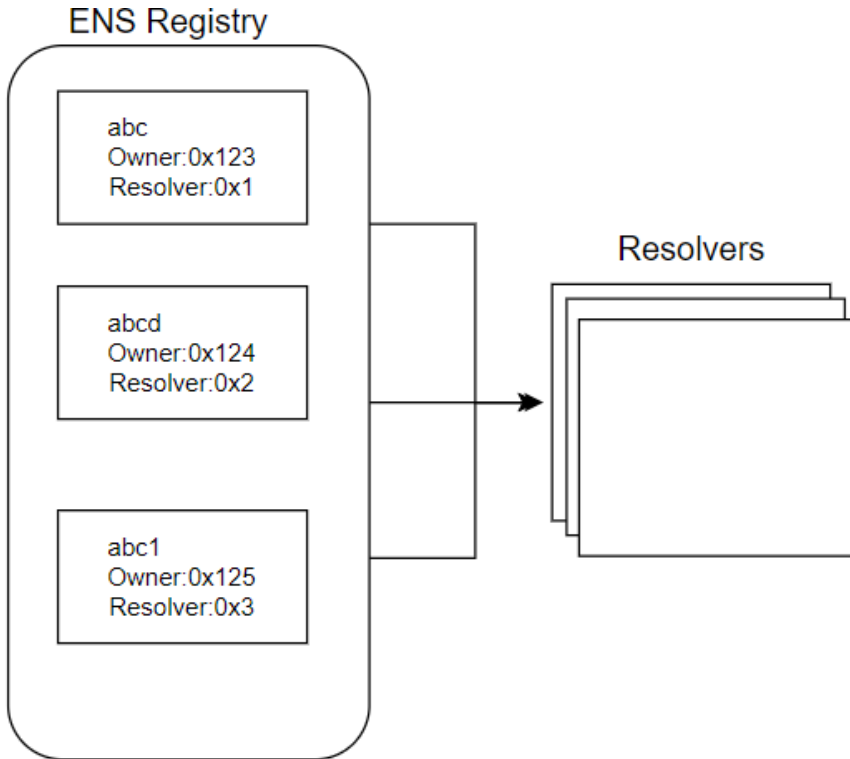 ENS Registry
abc
Owner:0x123
Resolver:0x1
Resolvers
abcd
Owner:0x124
Resolver:0x2
abc1
Owner:0x125
Resolver:0x3